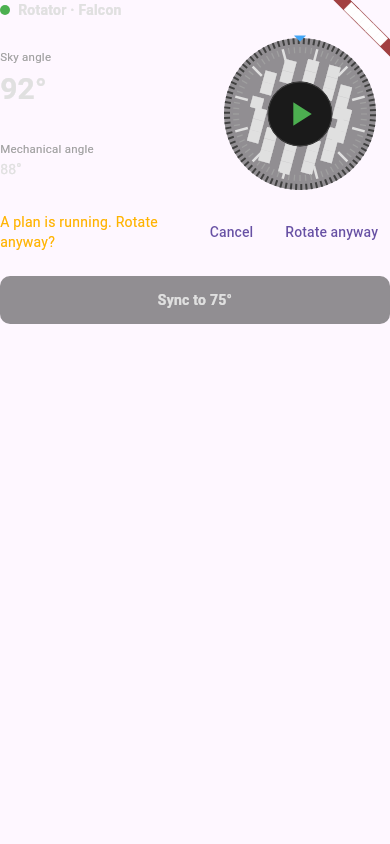 Rotator · Falcon
Sky angle
92°
Mechanical angle
88°
A plan is running. Rotate
anyway?
Cancel
Rotate anyway
Sync to 75°